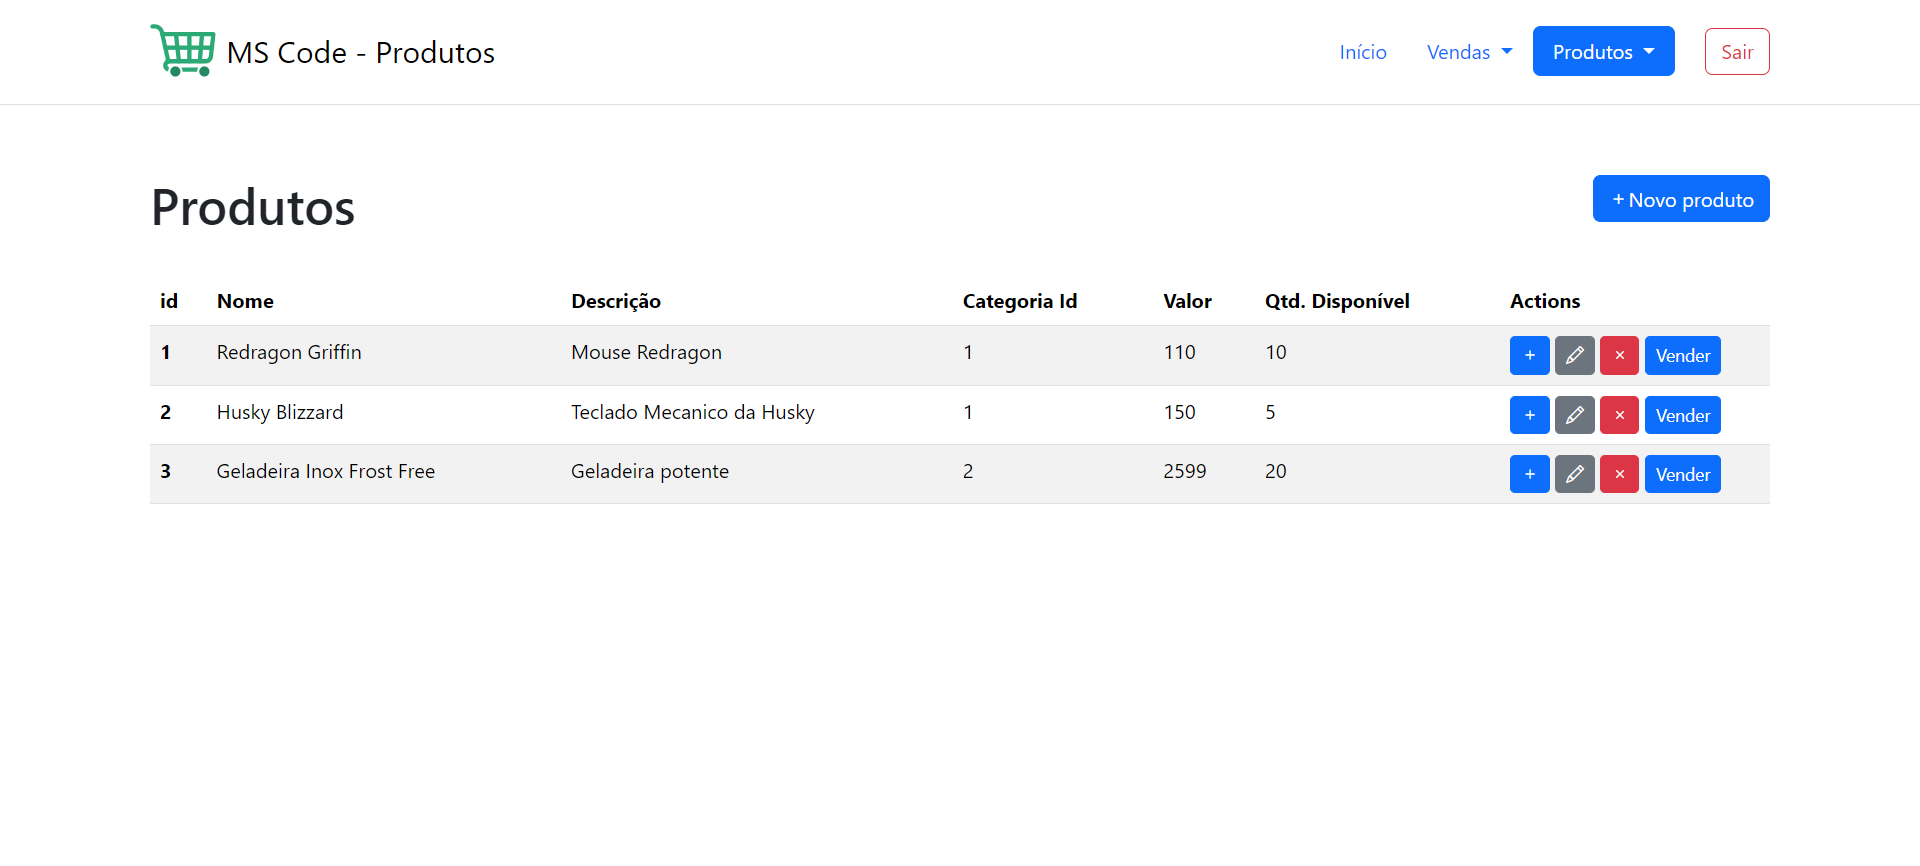 MS Code - Produtos
Início Vendas Produtos Sair
Produtos
+ Novo produto
id Nome Descrição Categoria Id Valor Qtd. Disponível Actions
1 Redragon Griffin Mouse Redragon 1 110 10 + × Vender
2 Husky Blizzard Teclado Mecanico da Husky 1 150 5 + × Vender
3 Geladeira Inox Frost Free Geladeira potente 2 2599 20 + × Vender